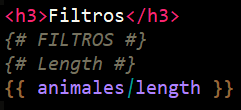 <h3>Filtros</h3>
{# FILTROS #}
{# Length #}
{{ animales|length }}